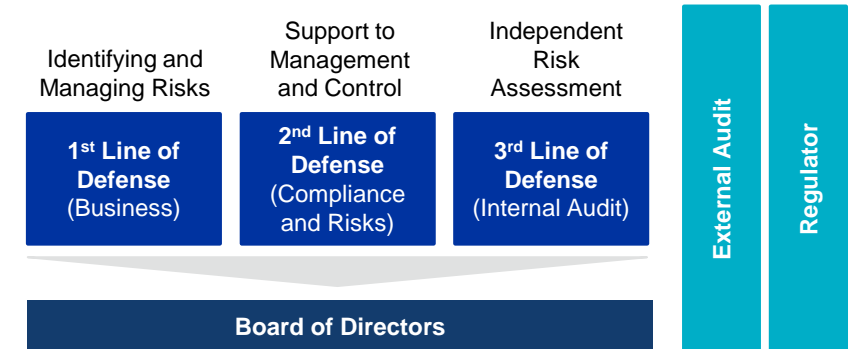 Identifying and
Managing Risks
Support to
Management
and Control
Independent
Risk
Assessment
1st Line of
Defense
(Business)
2nd Line of
Defense
(Compliance
and Risks)
3rd Line of
Defense
(Internal Audit)
Board of Directors
External Audit
Regulator